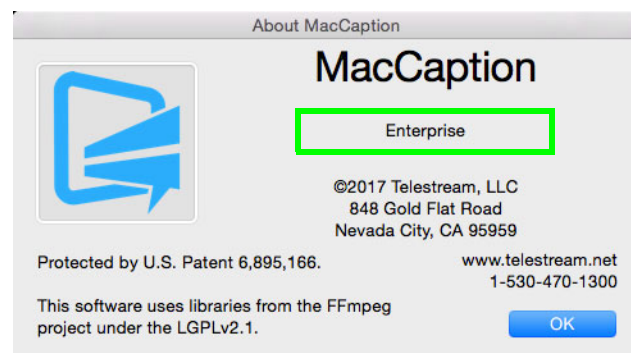 About MacCaption
MacCaption
Enterprise
©2017 Telestream, LLC
848 Gold Flat Road
Nevada City, CA 95959
Protected by U.S. Patent 6,895,166.
www.telestream.net
1-530-470-1300
This software uses libraries from the FFmpeg
project under the LGPLv2.1.
OK